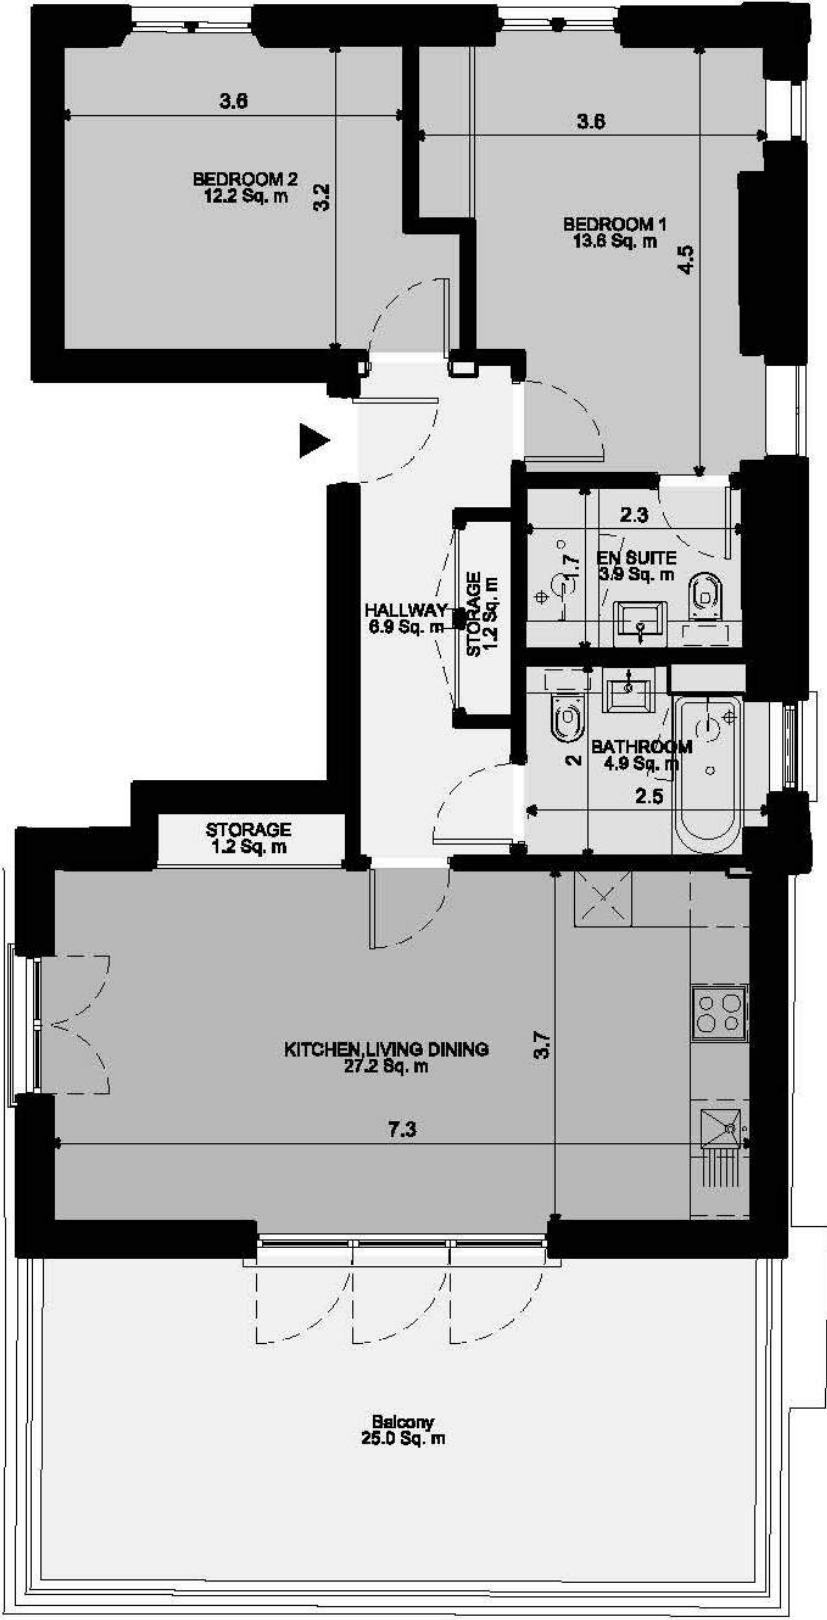 3.6
BEDROOM 2
12.2 Sq. m
3.2
3.6
BEDROOM 1
13.6 Sq. m
4.5
2.3
EN SUITE
3.9 Sq. m
1.7
HALLWAY
6.9 Sq. m
STORAGE
1.2 Sq. m
BATHROOM
4.9 Sq. m
2
2.5
STORAGE
1.2 Sq. m
KITCHEN,LIVING DINING
27.2 Sq. m
3.7
7.3
Balcony
25.0 Sq. m